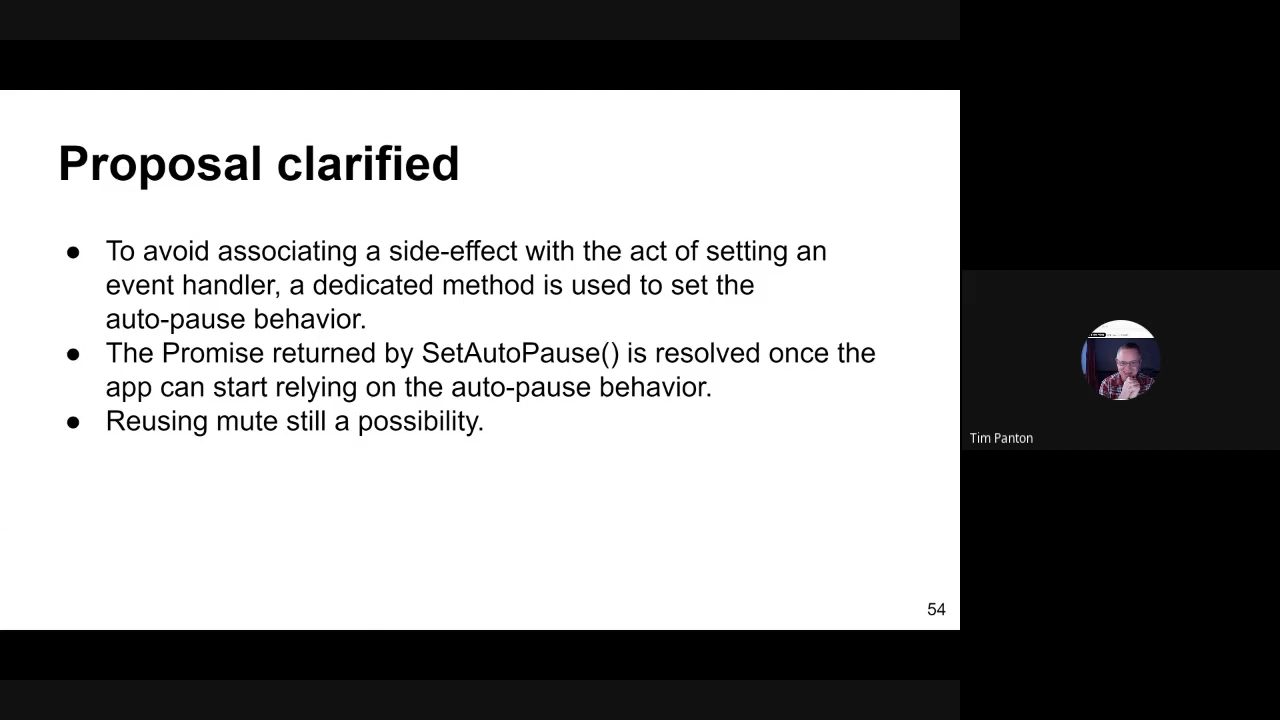 Proposal clarified
● To avoid associating a side-effect with the act of setting an
event handler, a dedicated method is used to set the
auto-pause behavior.
● The Promise returned by SetAutoPause() is resolved once the
app can start relying on the auto-pause behavior.
● Reusing mute still a possibility.
54
Tim Panton